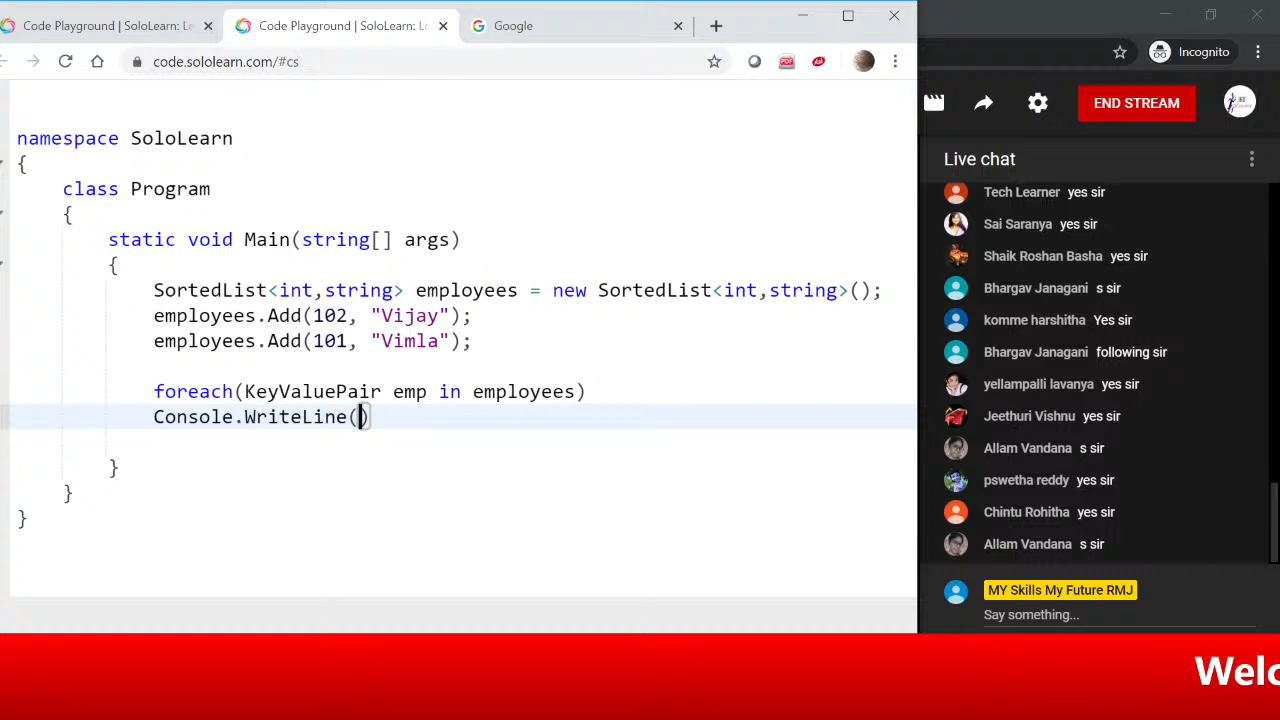 Code Playground | SoloLearn: Le
Code Playground | SoloLearn: Lo
Google
code.sololearn.com/#cs
PDF
Ask
Incognito
END STREAM
Live chat
namespace SoloLearn
{
class Program
{
static void Main(string[] args)
{
SortedList<int,string> employees = new SortedList<int,string>();
employees.Add(102, "Vijay");
employees.Add(101, "Vimla");
foreach(KeyValuePair emp in employees)
Console.WriteLine()
}
}
}
Tech Learner yes sir
Sai Saranya yes sir
Shaik Roshan Basha yes sir
Bhargav Janagani s sir
komme harshitha Yes sir
Bhargav Janagani following sir
yellampalli lavanya yes sir
Jeethuri Vishnu yes sir
Allam Vandana s sir
pswetha reddy yes sir
Chintu Rohitha yes sir
Allam Vandana s sir
MY Skills My Future RMJ
Say something...
Welc